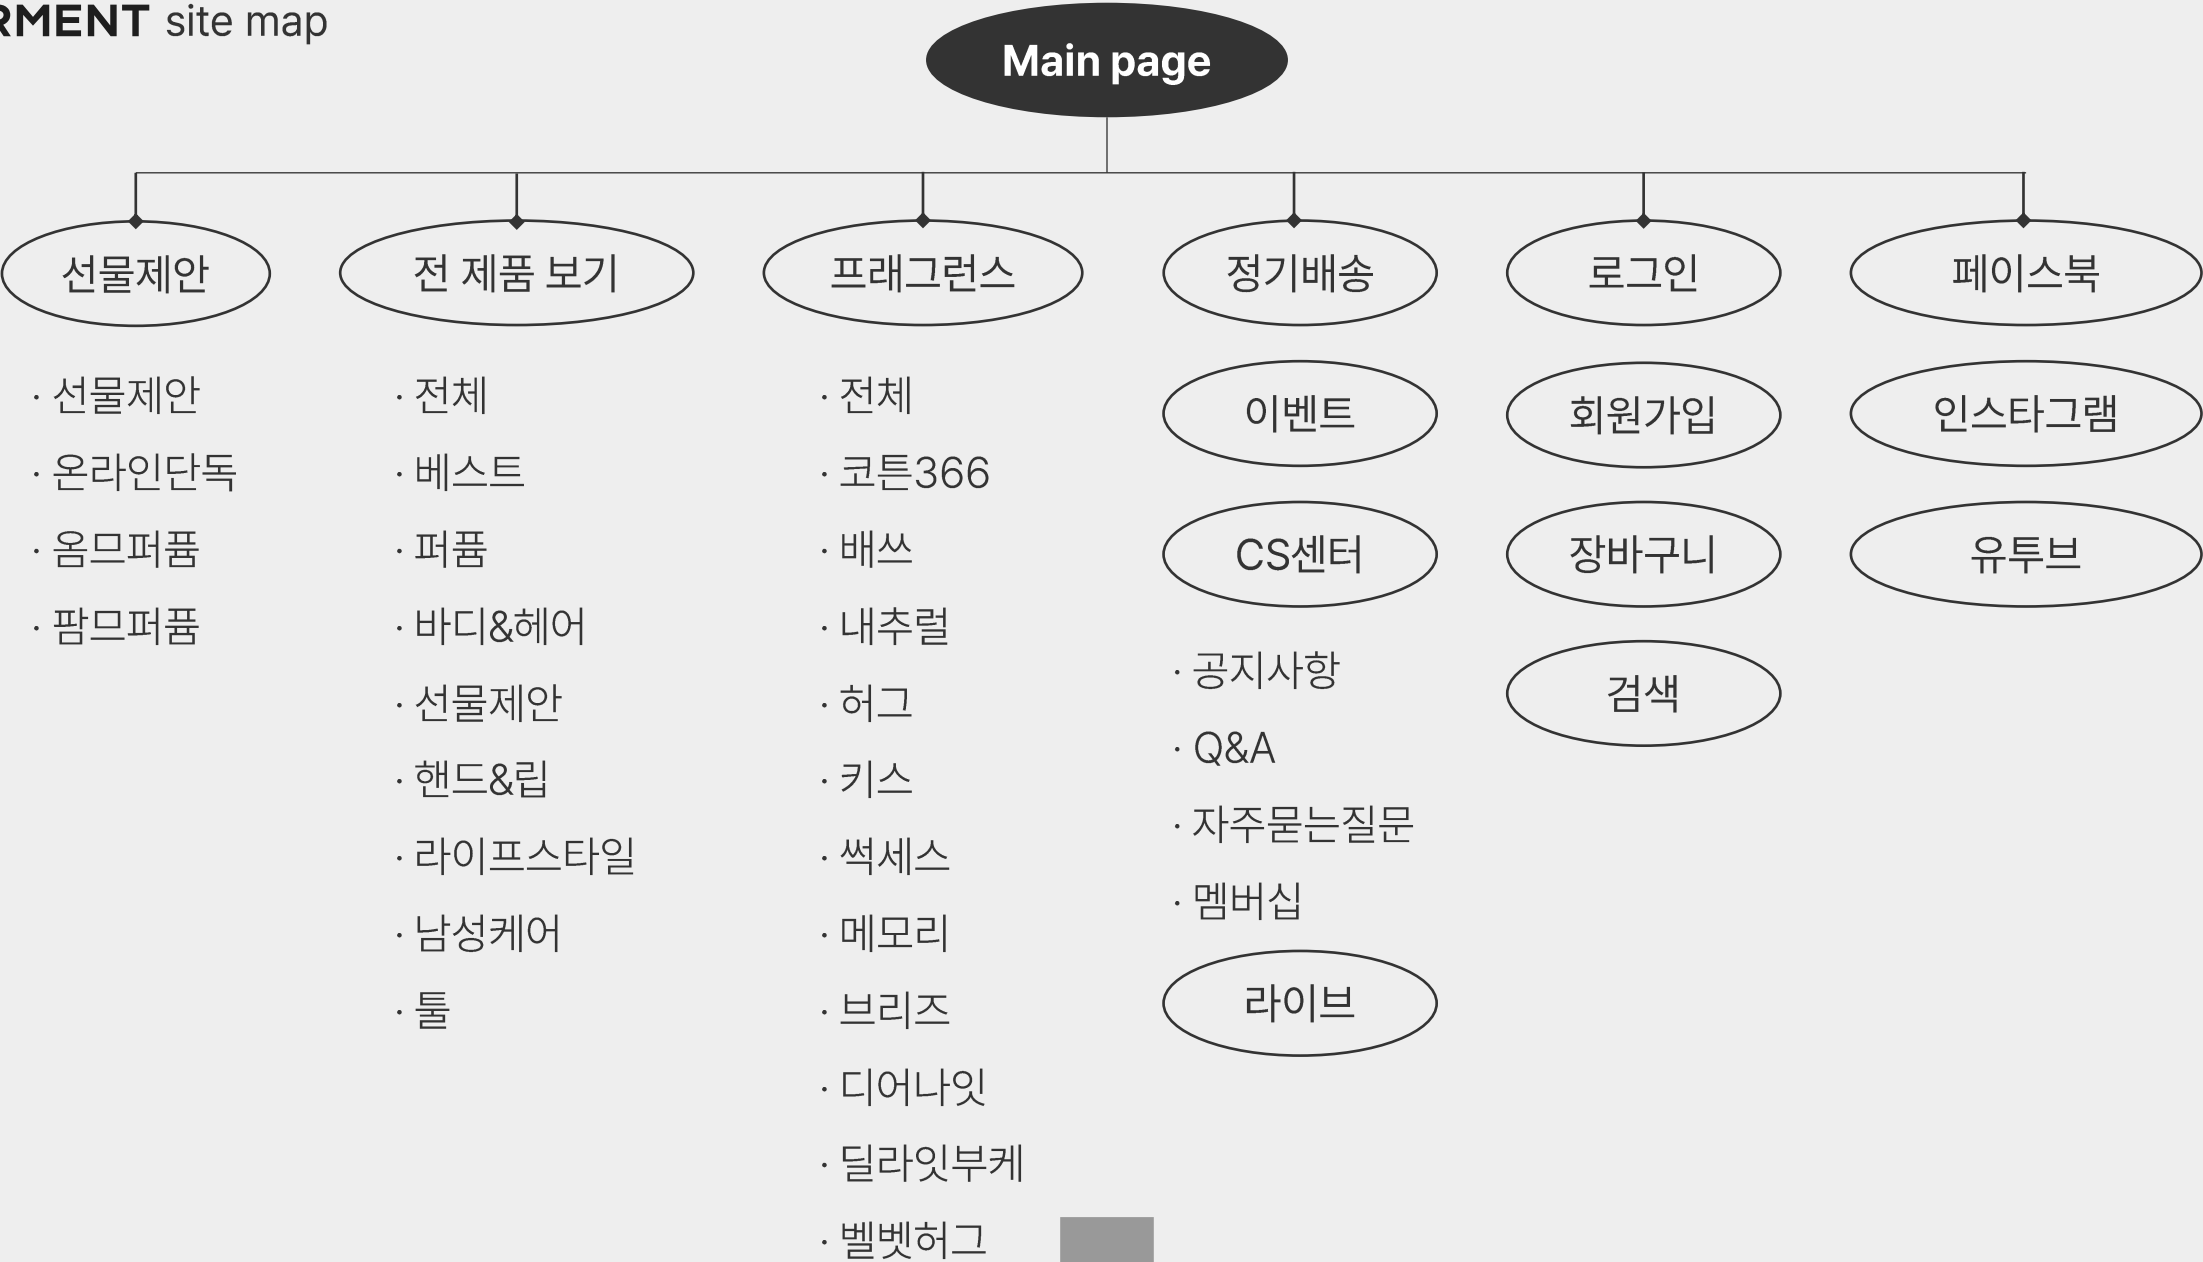 RMENT site map
Main page
선물제안
· 선물제안
· 온라인단독
· 옴므퍼퓸
· 팜므퍼퓸
전 제품 보기
· 전체
· 베스트
· 퍼퓸
· 바디&헤어
· 선물제안
· 핸드&립
· 라이프스타일
· 남성케어
· 툴
프래그런스
· 전체
· 코튼366
· 배쓰
· 내추럴
· 허그
· 키스
· 썩세스
· 메모리
· 브리즈
· 디어나잇
· 딜라잇부케
· 벨벳허그
정기배송
이벤트
CS센터
· 공지사항
· Q&A
· 자주묻는질문
· 멤버십
라이브
로그인
회원가입
장바구니
검색
페이스북
인스타그램
유투브